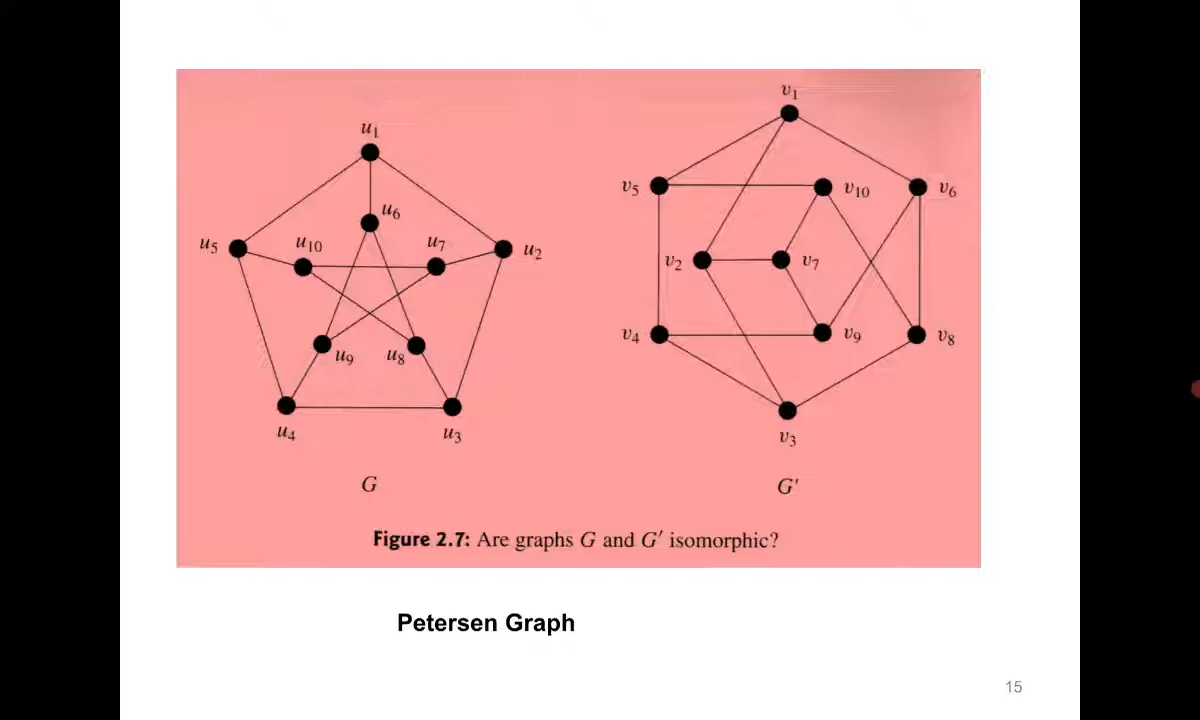 u1
u6
u5
u10
u7
u2
u9
u8
u4
u3
G
v1
v5
v10
v6
v2
v7
v4
v9
v8
v3
G′
Figure 2.7: Are graphs G and G′ isomorphic?
Petersen Graph
15